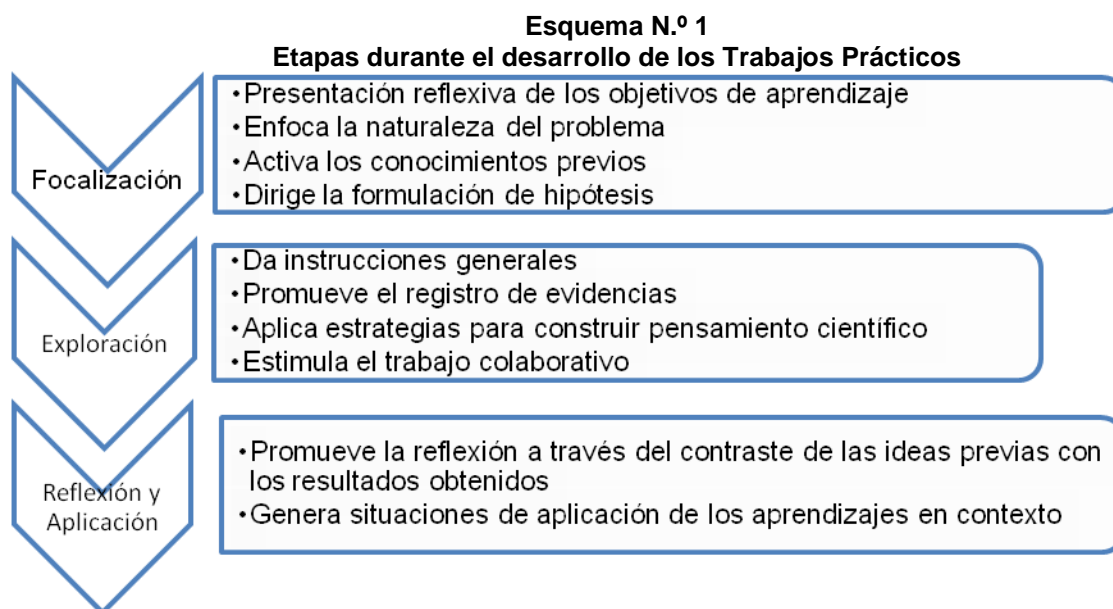 Esquema N.º 1
Etapas durante el desarrollo de los Trabajos Prácticos
Focalización
•Presentación reflexiva de los objetivos de aprendizaje
•Enfoca la naturaleza del problema
•Activa los conocimientos previos
•Dirige la formulación de hipótesis
Exploración
•Da instrucciones generales
•Promueve el registro de evidencias
•Aplica estrategias para construir pensamiento científico
•Estimula el trabajo colaborativo
Reflexión y
Aplicación
•Promueve la reflexión a través del contraste de las ideas previas con
los resultados obtenidos
•Genera situaciones de aplicación de los aprendizajes en contexto